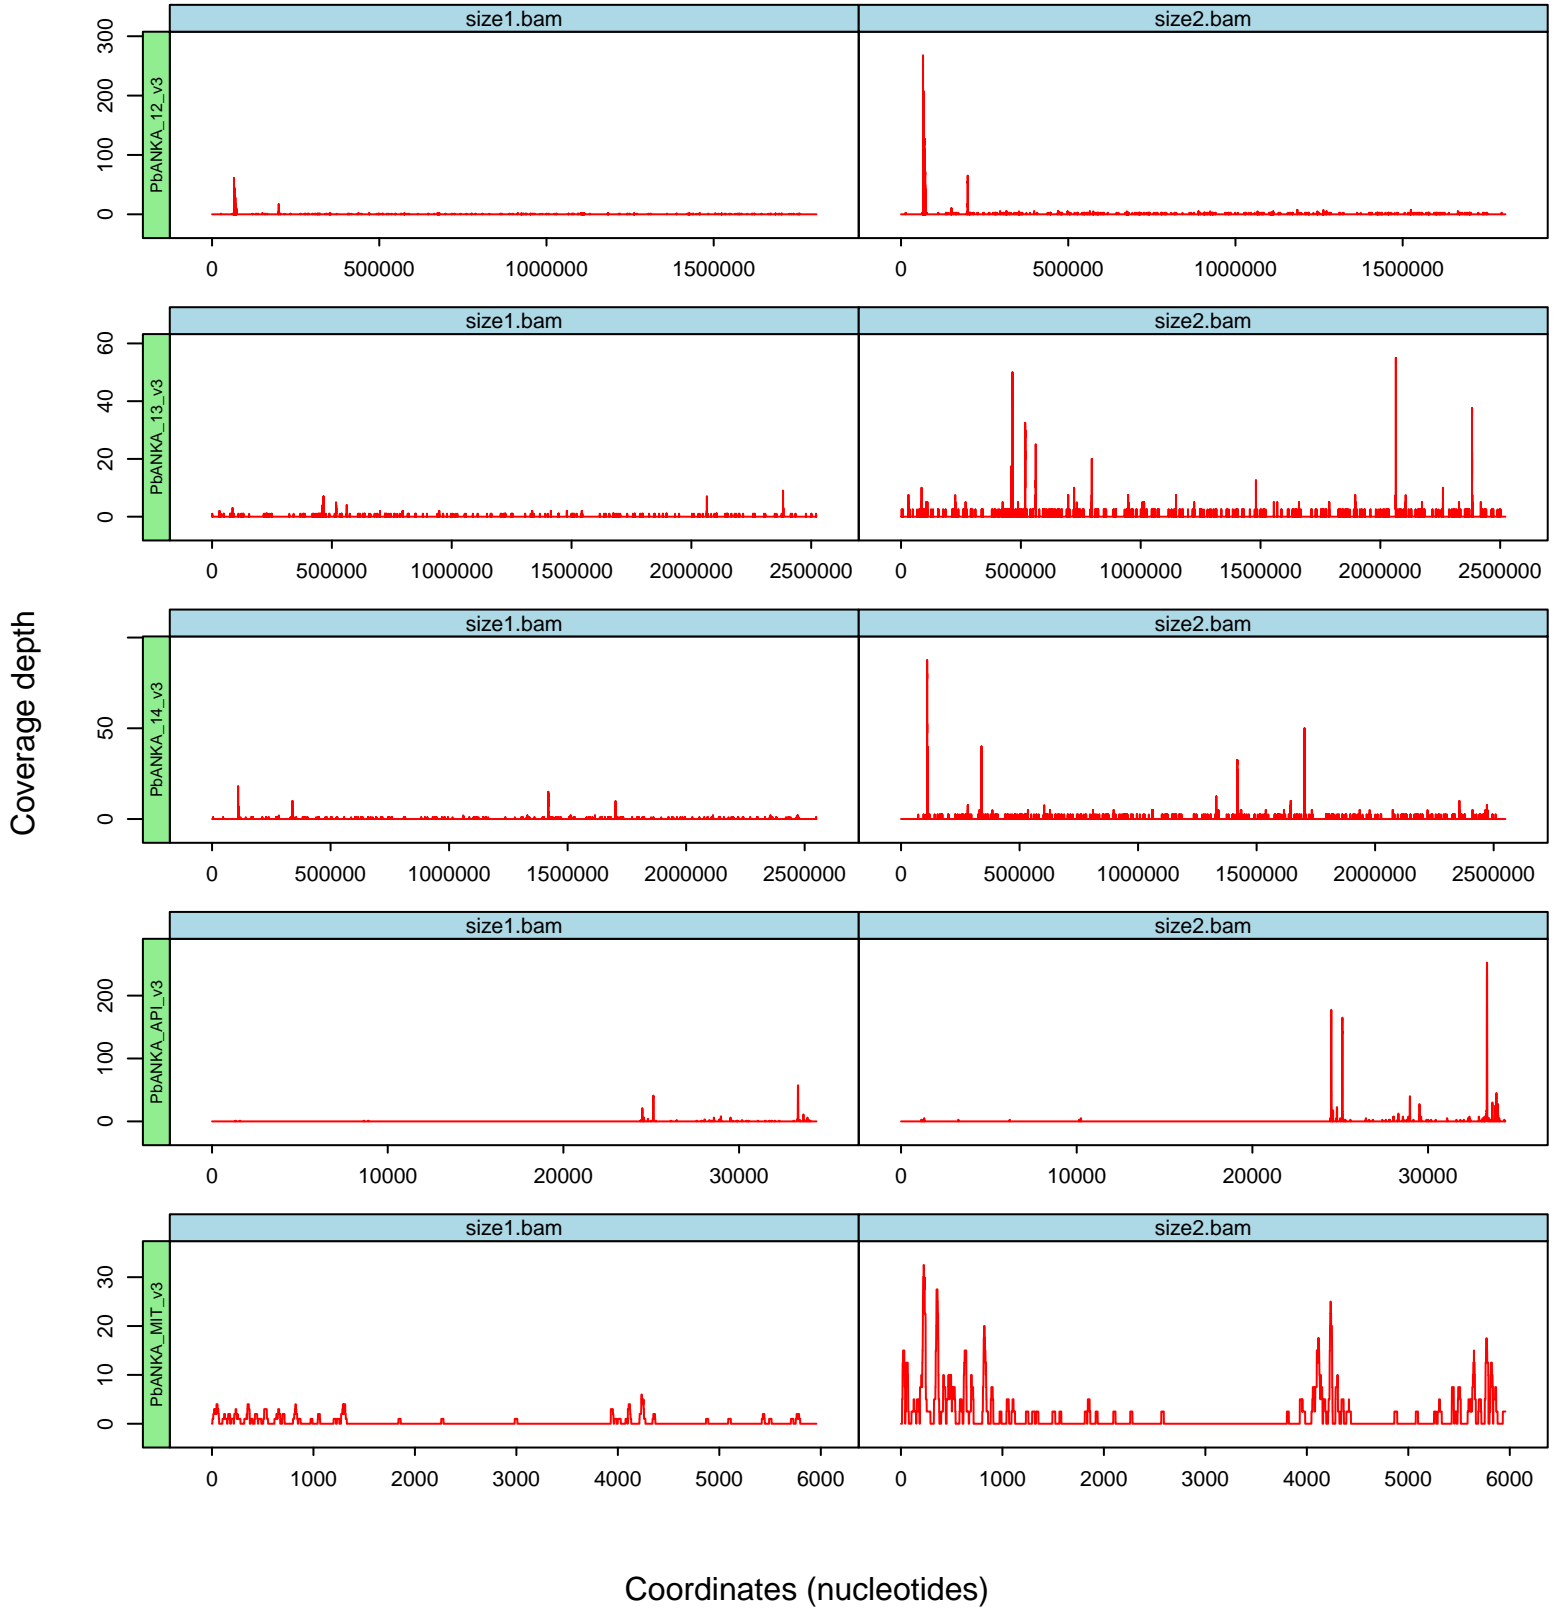 size1.bam size2.bam
PbANKA_12_v3
0 100 200 300
0 500000 1000000 1500000 0 500000 1000000 1500000
size1.bam size2.bam
PbANKA_13_v3
0 20 40 60
0 500000 1000000 1500000 2000000 2500000 0 500000 1000000 1500000 2000000 2500000
Coverage depth
size1.bam size2.bam
PbANKA_14_v3
0 50
0 500000 1000000 1500000 2000000 2500000 0 500000 1000000 1500000 2000000 2500000
size1.bam size2.bam
PbANKA_API_v3
0 100 200
0 10000 20000 30000 0 10000 20000 30000
size1.bam size2.bam
PbANKA_MIT_v3
0 10 20 30
0 1000 2000 3000 4000 5000 6000 0 1000 2000 3000 4000 5000 6000
Coordinates (nucleotides)